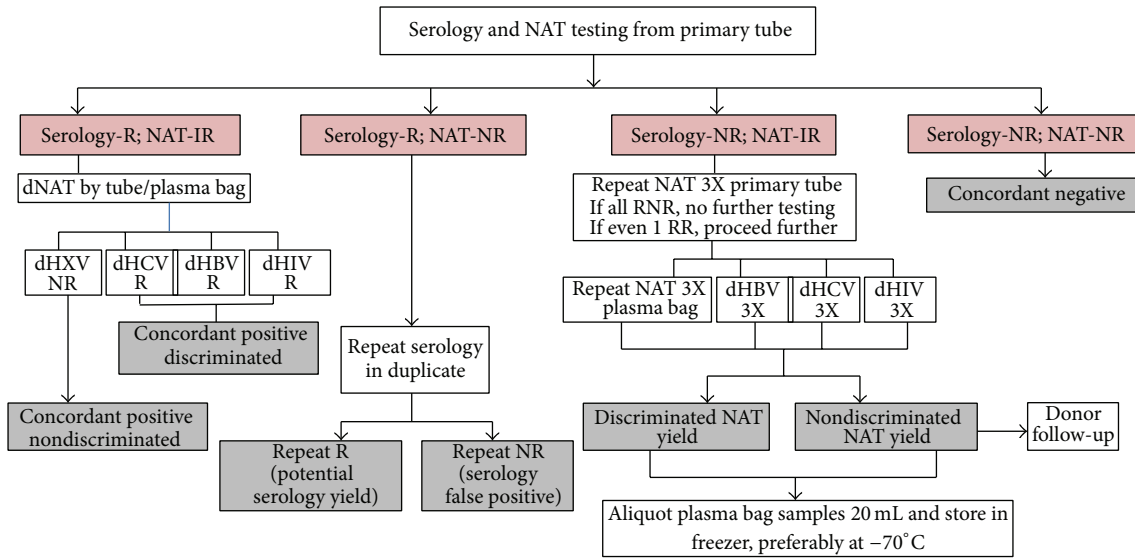 Serology and NAT testing from primary tube
Serology-R; NAT-IR
Serology-R; NAT-NR
Serology-NR; NAT-IR
Serology-NR; NAT-NR
dNAT by tube/plasma bag
Repeat NAT 3X primary tube
If all RNR, no further testing
If even 1 RR, proceed further
Concordant negative
dHXV
NR
dHCV
R
dHBV
R
dHIV
R
Repeat NAT 3X
plasma bag
dHBV
3X
dHCV
3X
dHIV
3X
Concordant positive
discriminated
Repeat serology
in duplicate
Concordant positive
nondiscriminated
Discriminated NAT
yield
Nondiscriminated
NAT yield
Donor
follow-up
Repeat R
(potential
serology yield)
Repeat NR
(serology
false positive)
Aliquot plasma bag samples 20 mL and store in
freezer, preferably at −70°C